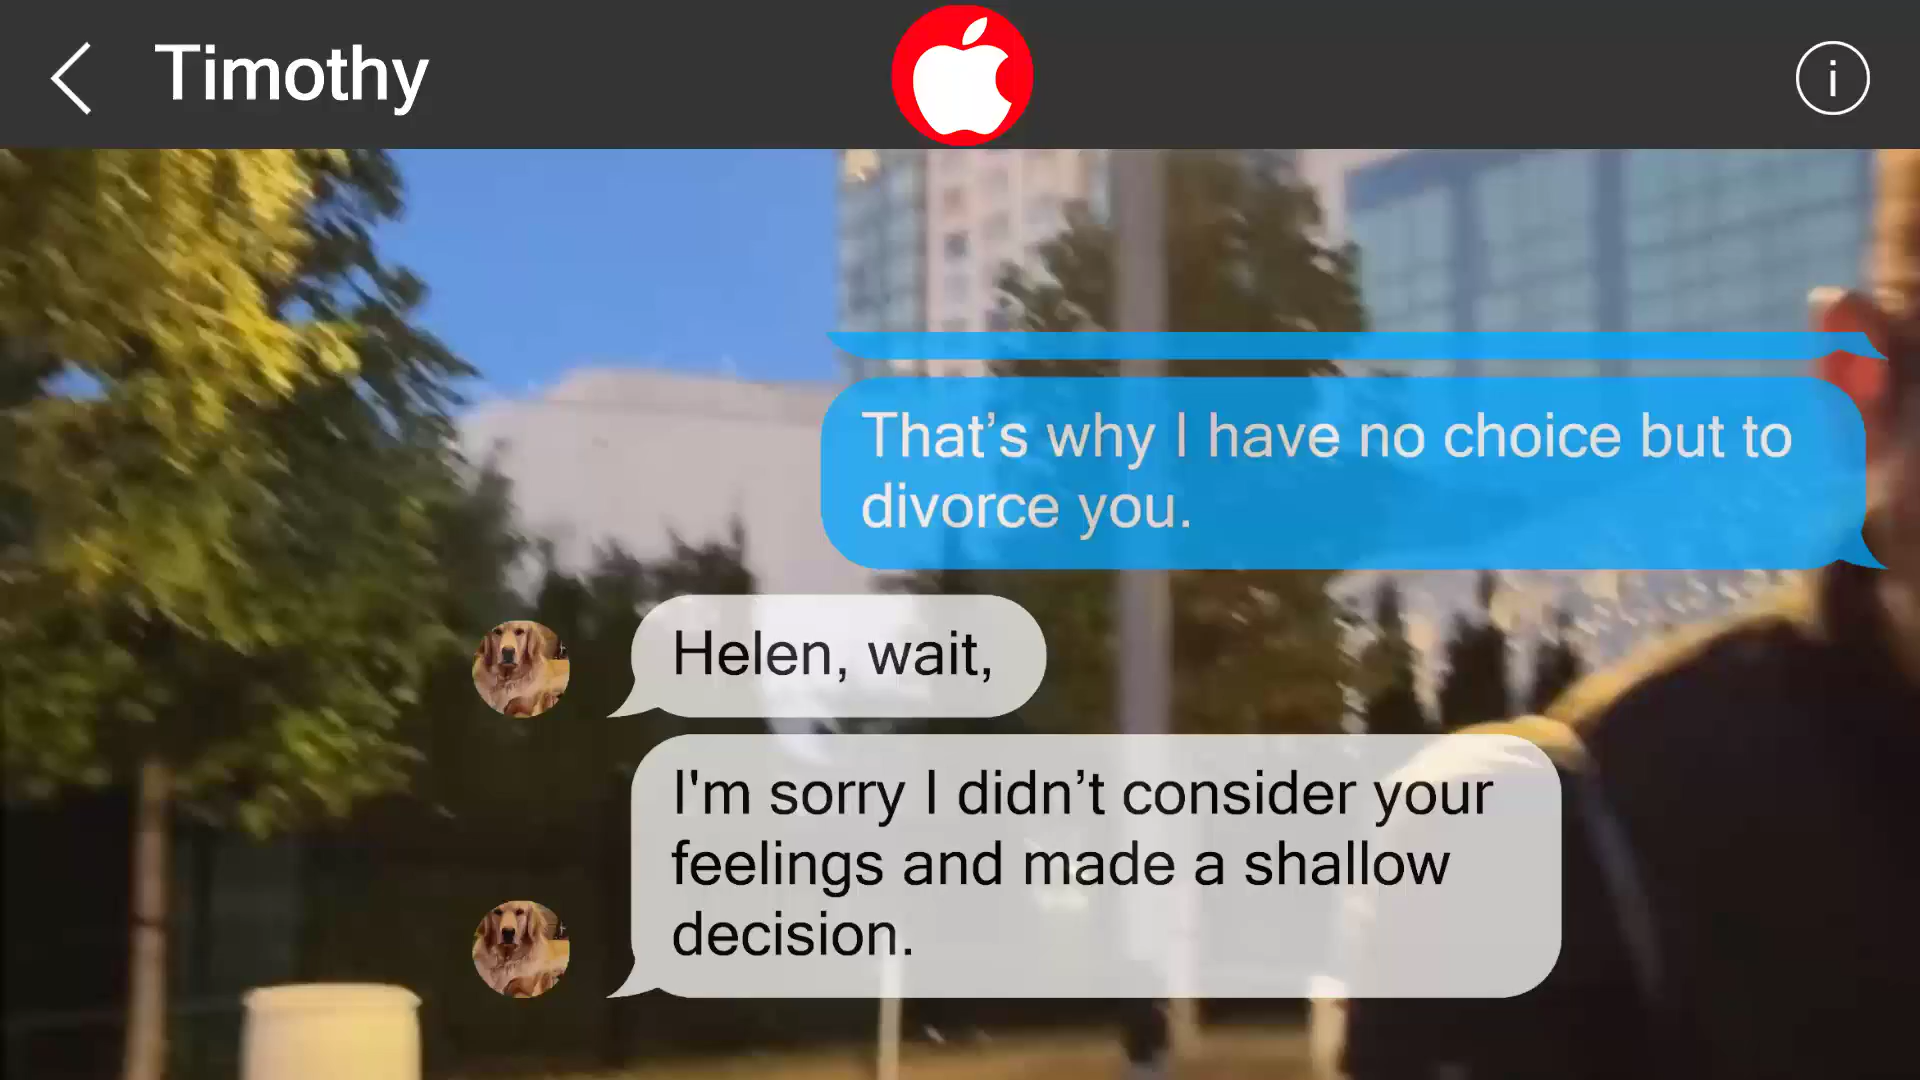 Timothy
i
That’s why I have no choice but to
divorce you.
Helen, wait,
I'm sorry I didn’t consider your
feelings and made a shallow
decision.